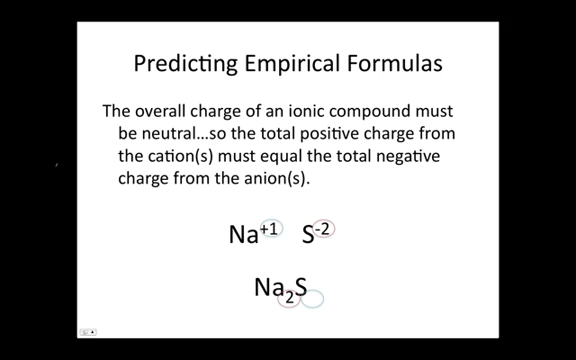 Predicting Empirical Formulas
The overall charge of an ionic compound must
be neutral...so the total positive charge from
the cation(s) must equal the total negative
charge from the anion(s).
Na⁺¹ S⁻²
Na₂S